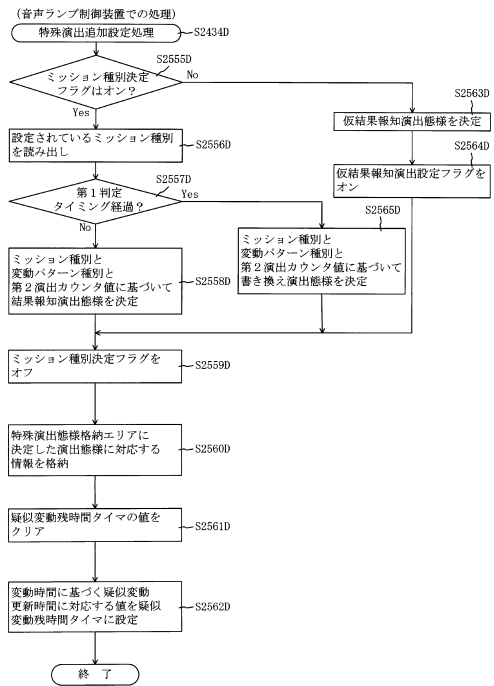 (音声ランプ制御装置での処理)
特殊演出追加設定処理
S2434D
S2555D
ミッション種別決定
フラグはオン?
No
Yes
S2563D
仮結果報知演出態様を決定
設定されているミッション種別
を読み出し
S2556D
S2564D
仮結果報知演出設定フラグを
オン
S2557D
第1判定
タイミング経過?
Yes
No
S2565D
ミッション種別と
変動パターン種別と
第2演出カウンタ値に基づいて
書き換え演出態様を決定
ミッション種別と
変動パターン種別と
第2演出カウンタ値に基づいて
結果報知演出態様を決定
S2558D
ミッション種別決定フラグを
オフ
S2559D
特殊演出態様格納エリアに
決定した演出態様に対応する
情報を格納
S2560D
疑似変動残時間タイマの値を
クリア
S2561D
変動時間に基づく疑似変動
更新時間に対応する値を疑似
変動残時間タイマに設定
S2562D
終 了